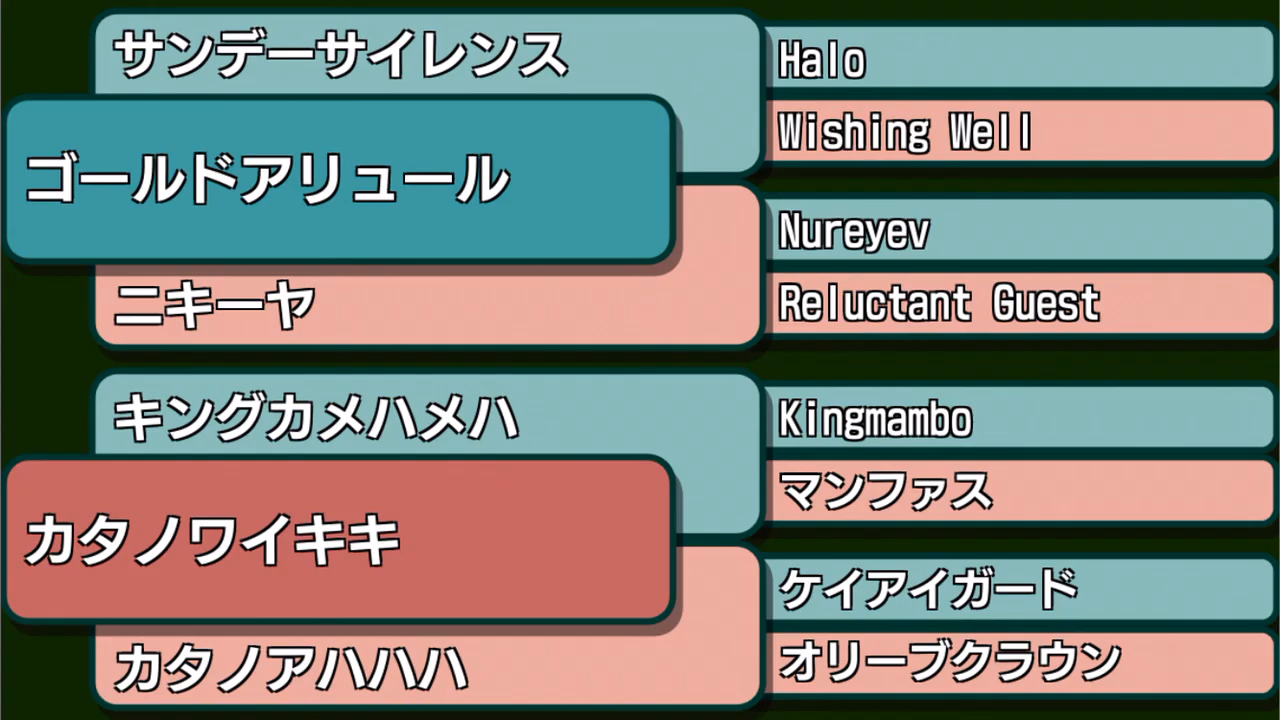 サンデーサイレンス
Halo
Wishing Well
ゴールドアリュール
Nureyev
Reluctant Guest
ニキーヤ
キングカメハメハ
Kingmambo
マンファス
カタノワイキキ
ケイアイガード
オリーブクラウン
カタノアハハハ